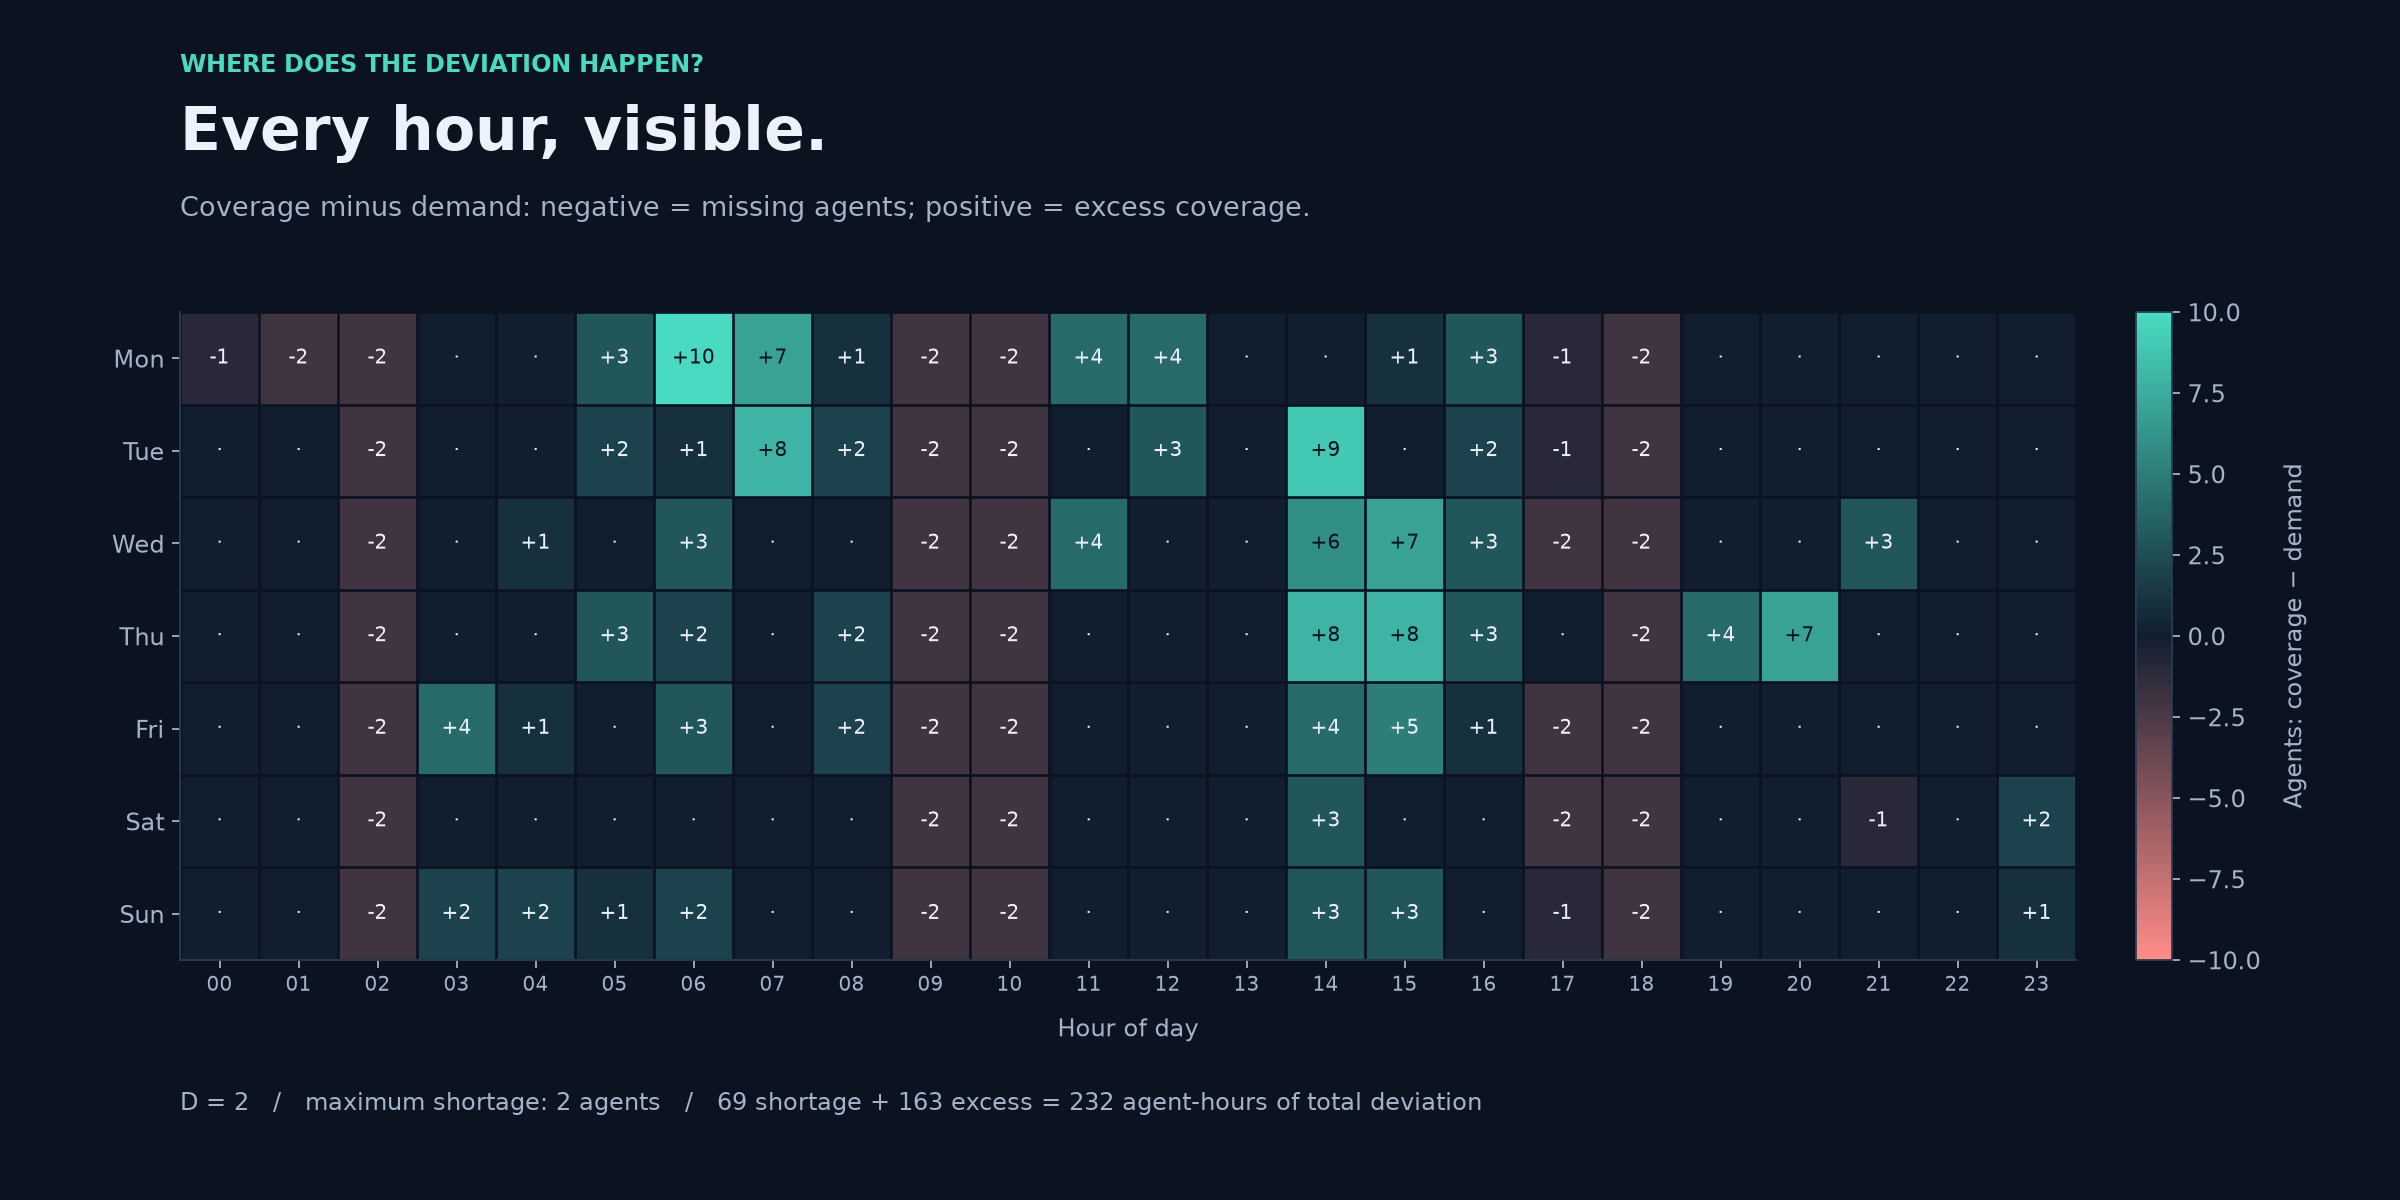 WHERE DOES THE DEVIATION HAPPEN?
Every hour, visible.
Coverage minus demand: negative = missing agents; positive = excess coverage.
Mon -1 -2 -2 · · +3 +10 +7 +1 -2 -2 +4 +4 · · +1 +3 -1 -2 · · · · ·
Tue · · -2 · · +2 +1 +8 +2 -2 -2 · +3 · +9 · +2 -1 -2 · · · · ·
Wed · · -2 · +1 · +3 · · -2 -2 +4 · · +6 +7 +3 -2 -2 · · +3 · ·
Thu · · -2 · · +3 +2 · +2 -2 -2 · · · +8 +8 +3 · -2 +4 +7 · · ·
Fri · · -2 +4 +1 · +3 · +2 -2 -2 · · · +4 +5 +1 -2 -2 · · · · ·
Sat · · -2 · · · · · · -2 -2 · · · +3 · · -2 -2 · · -1 · +2
Sun · · -2 +2 +2 +1 +2 · · -2 -2 · · · +3 +3 · -1 -2 · · · · +1
00 01 02 03 04 05 06 07 08 09 10 11 12 13 14 15 16 17 18 19 20 21 22 23
Hour of day
10.0
7.5
5.0
2.5
0.0
−2.5
−5.0
−7.5
−10.0
Agents: coverage − demand
D = 2 / maximum shortage: 2 agents / 69 shortage + 163 excess = 232 agent-hours of total deviation